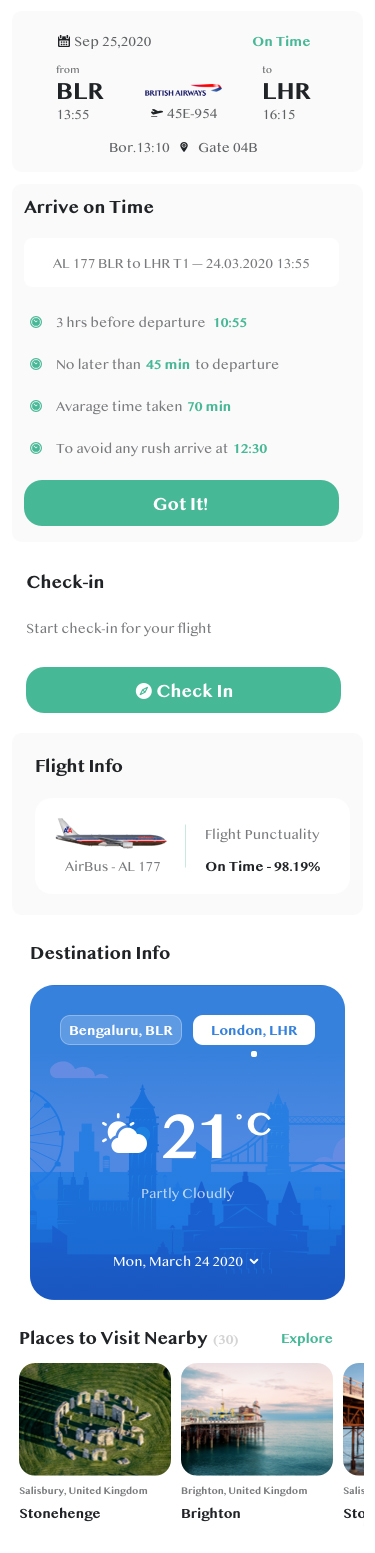 Sep 25,2020 On Time
from to
BLR BRITISH AIRWAYS LHR
13:55 45E-954 16:15
Bor.13:10 Gate 04B
Arrive on Time
AL 177 BLR to LHR T1 — 24.03.2020 13:55
3 hrs before departure 10:55
No later than 45 min to departure
Avarage time taken 70 min
To avoid any rush arrive at 12:30
Got It!
Check-in
Start check-in for your flight
Check In
Flight Info
Flight Punctuality
AirBus - AL 177 On Time - 98.19%
Destination Info
Bengaluru, BLR London, LHR
21°C
Partly Cloudly
Mon, March 24 2020
Places to Visit Nearby (30) Explore
Salisbury, United Kingdom Brighton, United Kingdom Salis
Stonehenge Brighton Sto